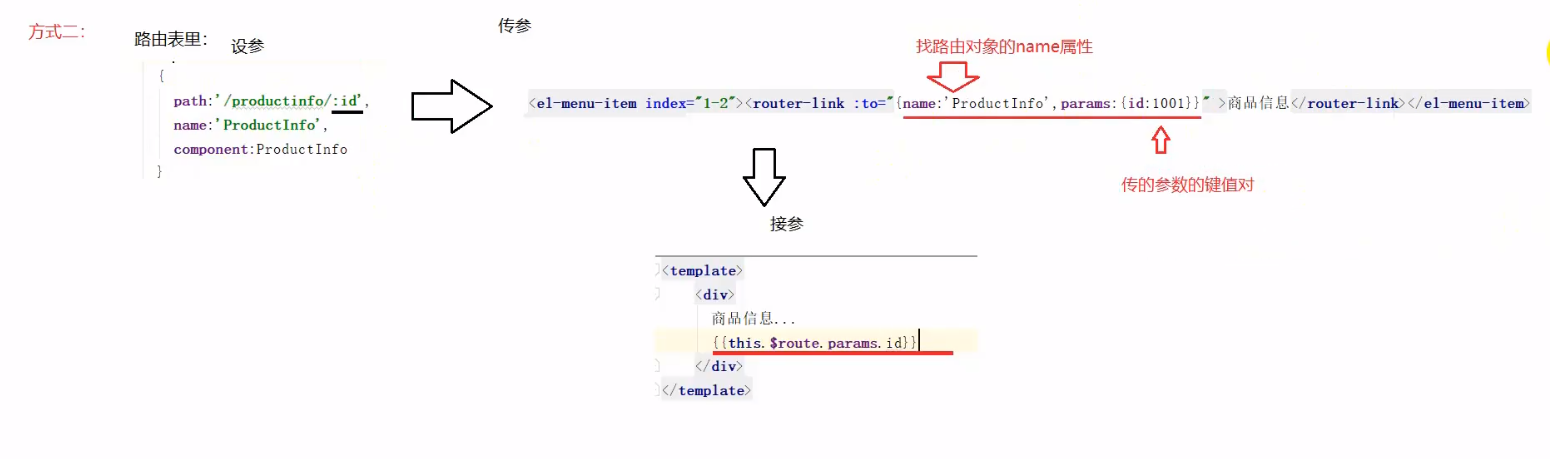 方式二:
路由表里:
设参
{
path:'/productinfo/:id',
name:'ProductInfo',
component:ProductInfo
}
传参
找路由对象的name属性
<el-menu-item index="1-2"><router-link :to="{name:'ProductInfo',params:{id:1001}}" >商品信息</router-link></el-menu-item>
传的参数的键值对
接参
<template>
<div>
商品信息...
{{this.$route.params.id}}
</div>
</template>